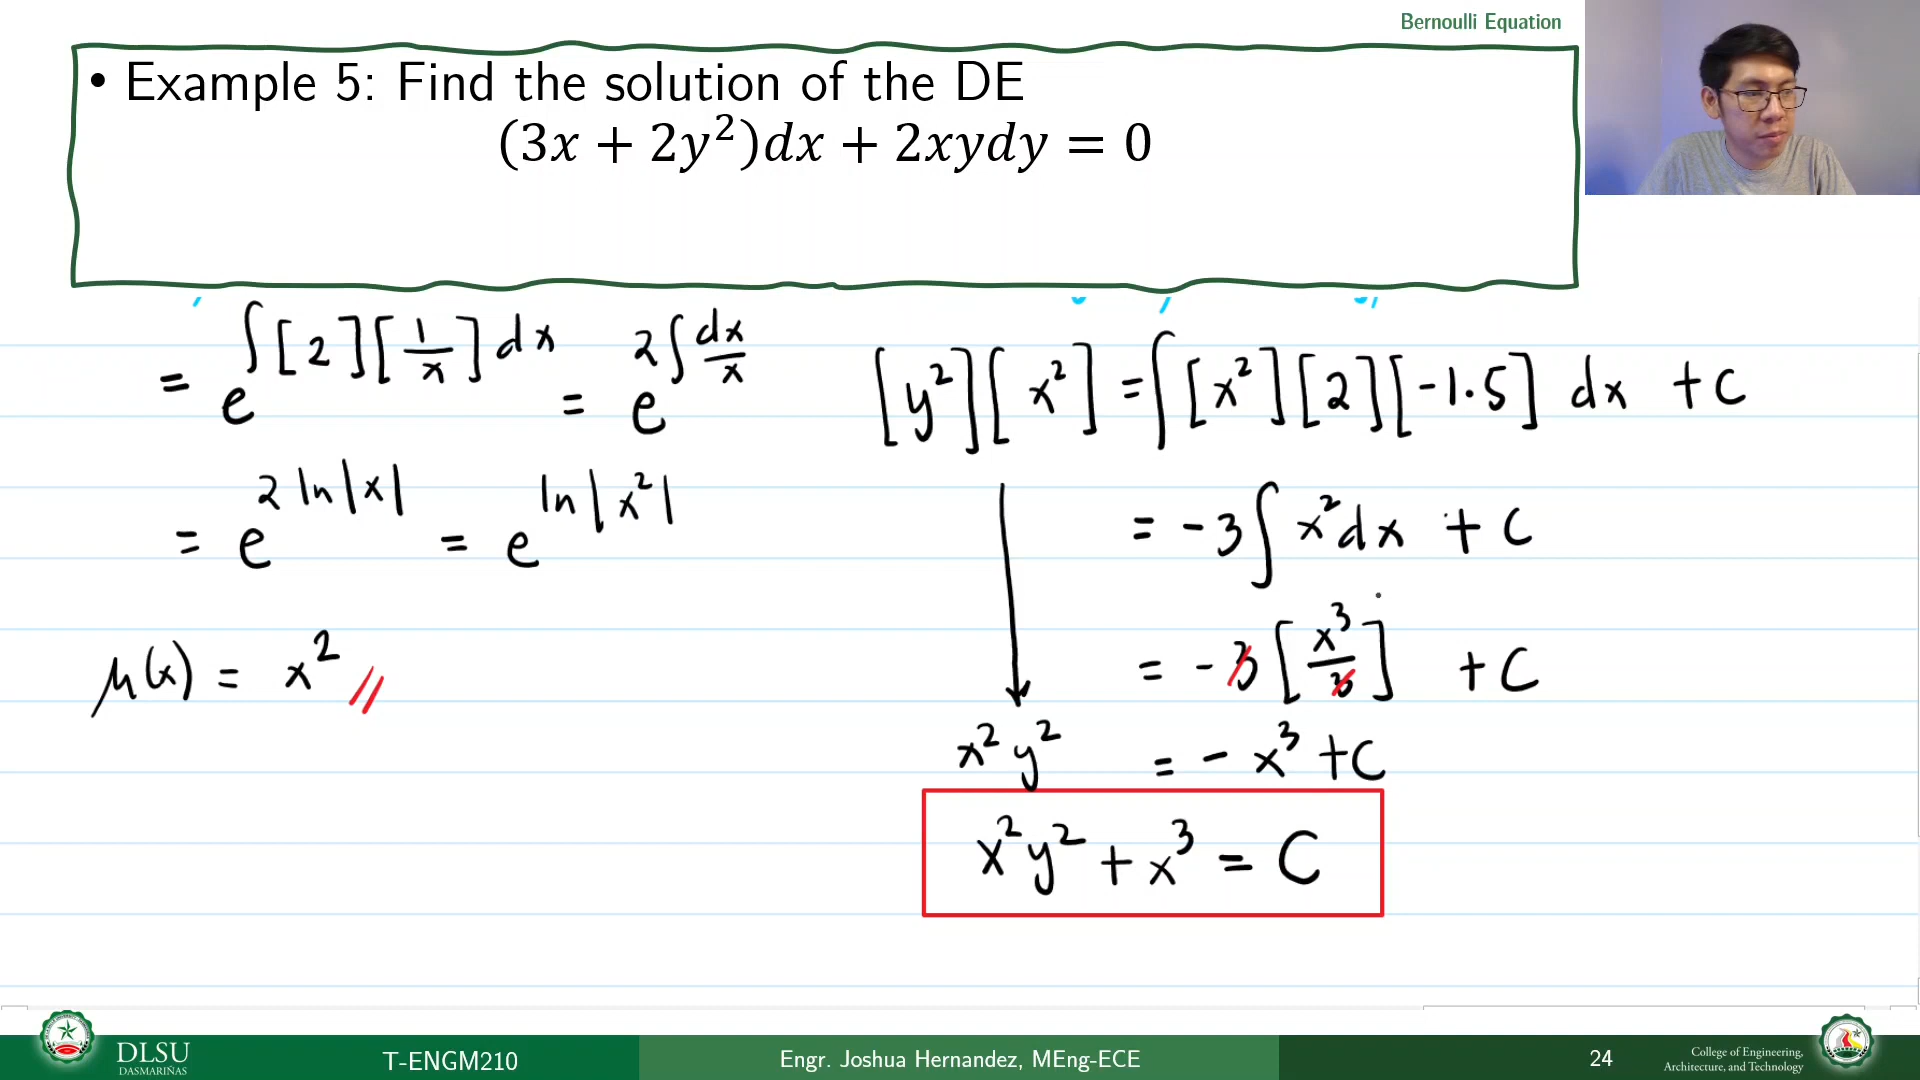 Bernoulli Equation
• Example 5: Find the solution of the DE
(3x + 2y²)dx + 2xydy = 0
= e^{∫[2][1/x]dx} = e^{2∫dx/x}
= e^{2 ln|x|} = e^{ln|x²|}
μ(x) = x² //
[y²][x²] = ∫[x²][2][-1.5] dx + C
= -3∫x²dx + C
= -3[x³/3] + C
x²y² = -x³ + C
x²y² + x³ = C
DLSU
DASMARIÑAS
T-ENGM210
Engr. Joshua Hernandez, MEng-ECE
24
College of Engineering,
Architecture, and Technology